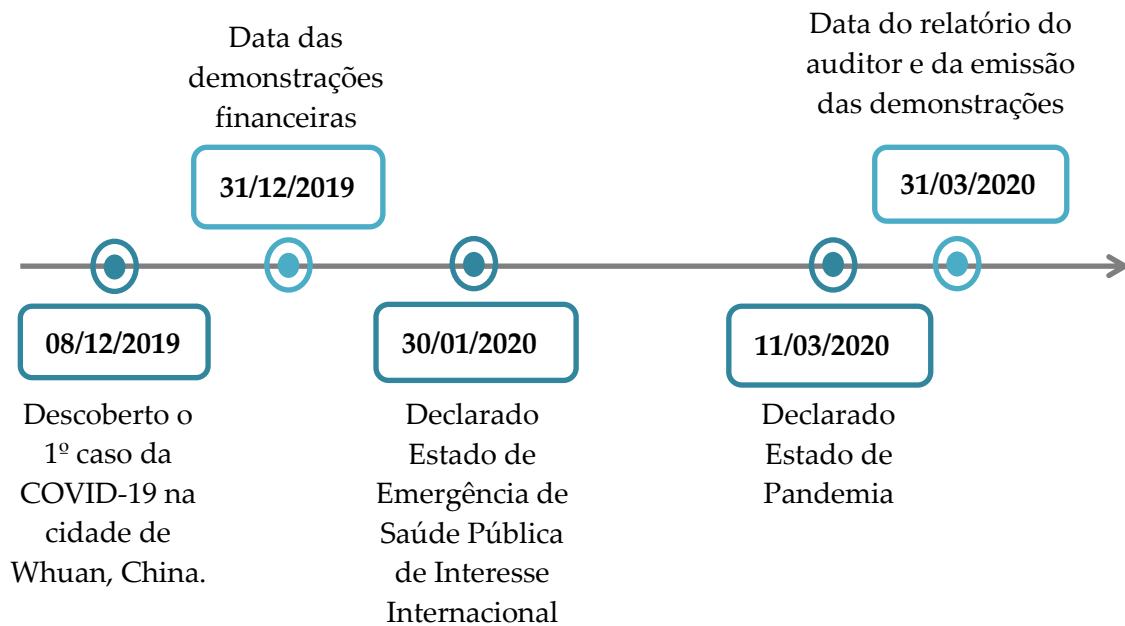 Data das
demonstrações
financeiras
31/12/2019
Data do relatório do
auditor e da emissão
das demonstrações
31/03/2020
08/12/2019
Descoberto o
1º caso da
COVID-19 na
cidade de
Whuan, China.
30/01/2020
Declarado
Estado de
Emergência de
Saúde Pública
de Interesse
Internacional
11/03/2020
Declarado
Estado de
Pandemia